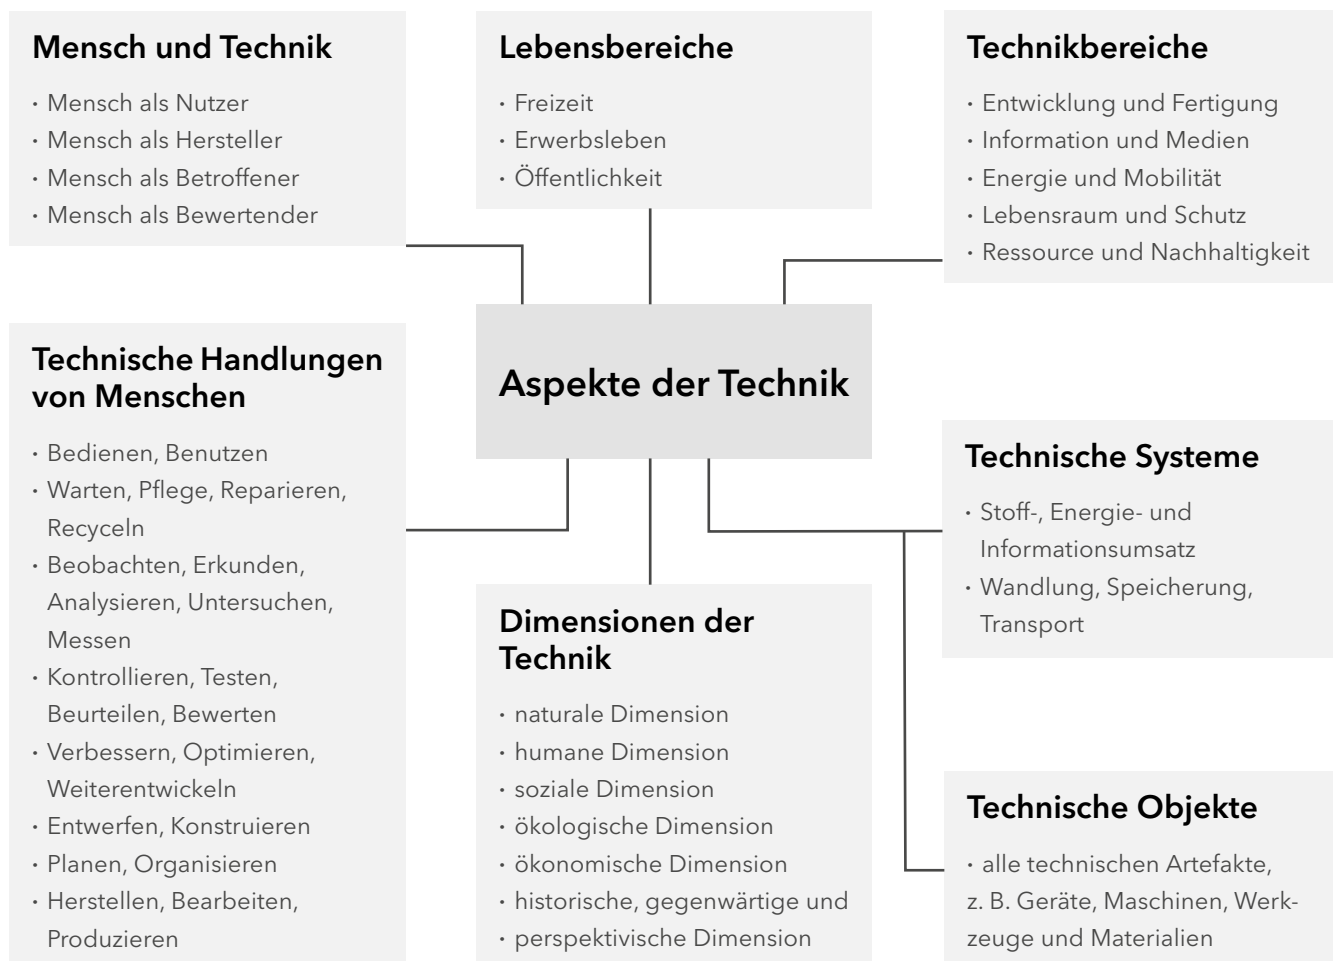 Mensch und Technik
· Mensch als Nutzer
· Mensch als Hersteller
· Mensch als Betroffener
· Mensch als Bewertender
Lebensbereiche
· Freizeit
· Erwerbsleben
· Öffentlichkeit
Technikbereiche
· Entwicklung und Fertigung
· Information und Medien
· Energie und Mobilität
· Lebensraum und Schutz
· Ressource und Nachhaltigkeit
Aspekte der Technik
Technische Handlungen
von Menschen
· Bedienen, Benutzen
· Warten, Pflege, Reparieren,
Recyceln
· Beobachten, Erkunden,
Analysieren, Untersuchen,
Messen
· Kontrollieren, Testen,
Beurteilen, Bewerten
· Verbessern, Optimieren,
Weiterentwickeln
· Entwerfen, Konstruieren
· Planen, Organisieren
· Herstellen, Bearbeiten,
Produzieren
Dimensionen der
Technik
· naturale Dimension
· humane Dimension
· soziale Dimension
· ökologische Dimension
· ökonomische Dimension
· historische, gegenwärtige und
· perspektivische Dimension
Technische Systeme
· Stoff-, Energie- und
Informationsumsatz
· Wandlung, Speicherung,
Transport
Technische Objekte
· alle technischen Artefakte,
z. B. Geräte, Maschinen, Werk-
zeuge und Materialien